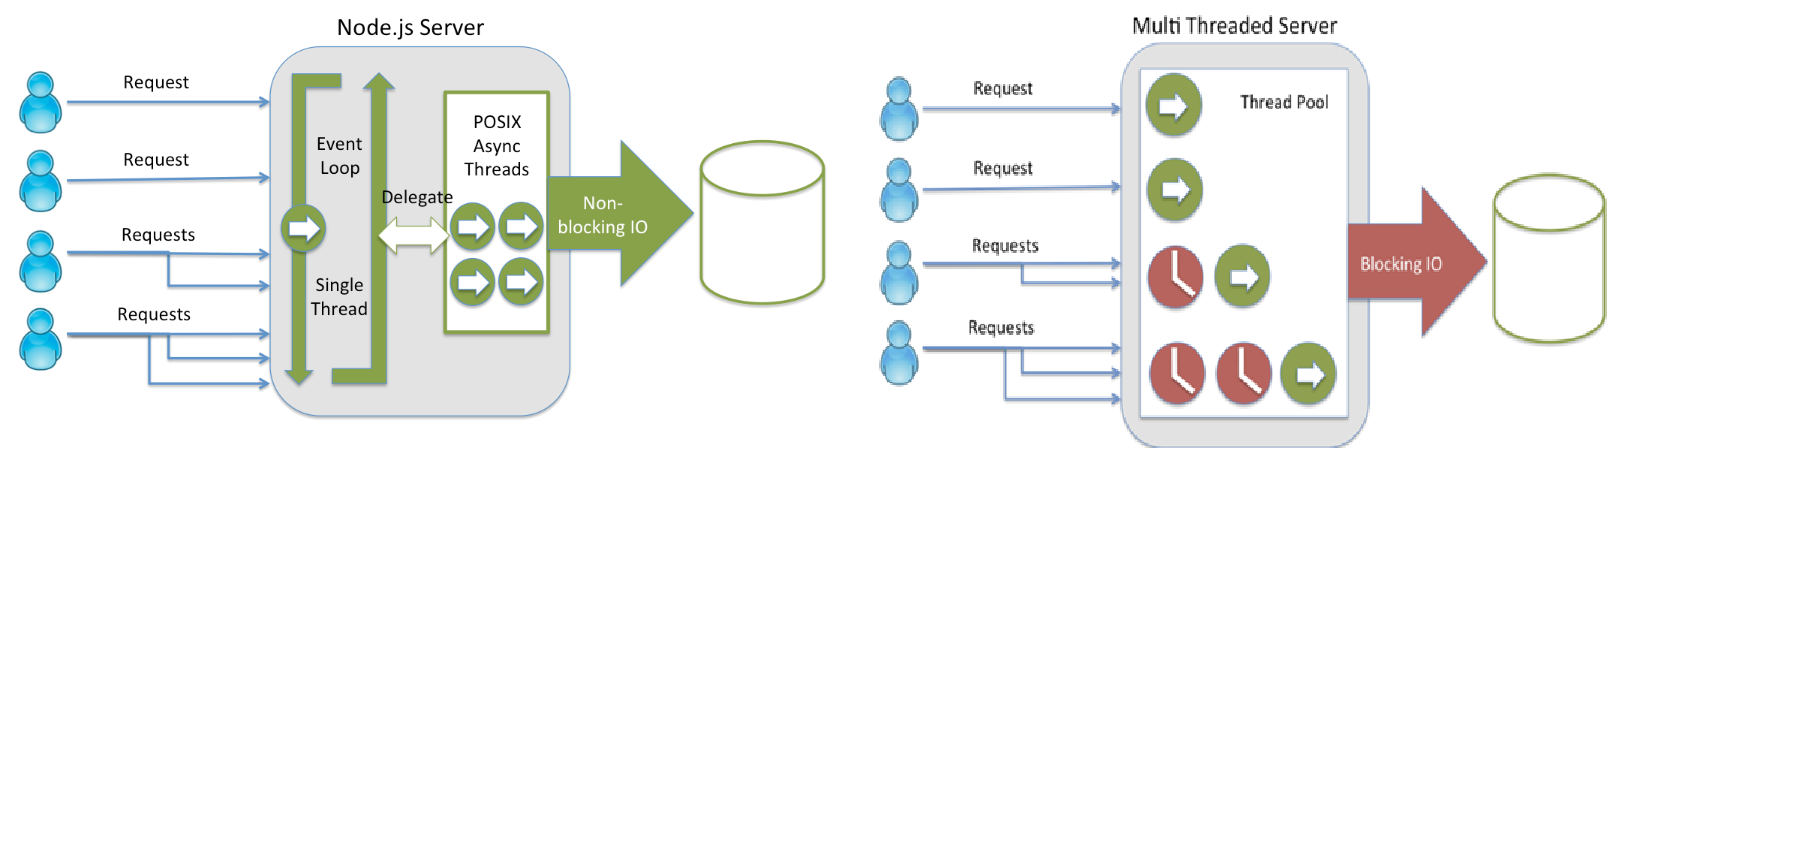 Node.js Server
Request
Request
Requests
Requests
Event
Loop
Single
Thread
Delegate
POSIX
Async
Threads
Non-
blocking IO
Multi Threaded Server
Request
Request
Requests
Requests
Thread Pool
Blocking IO